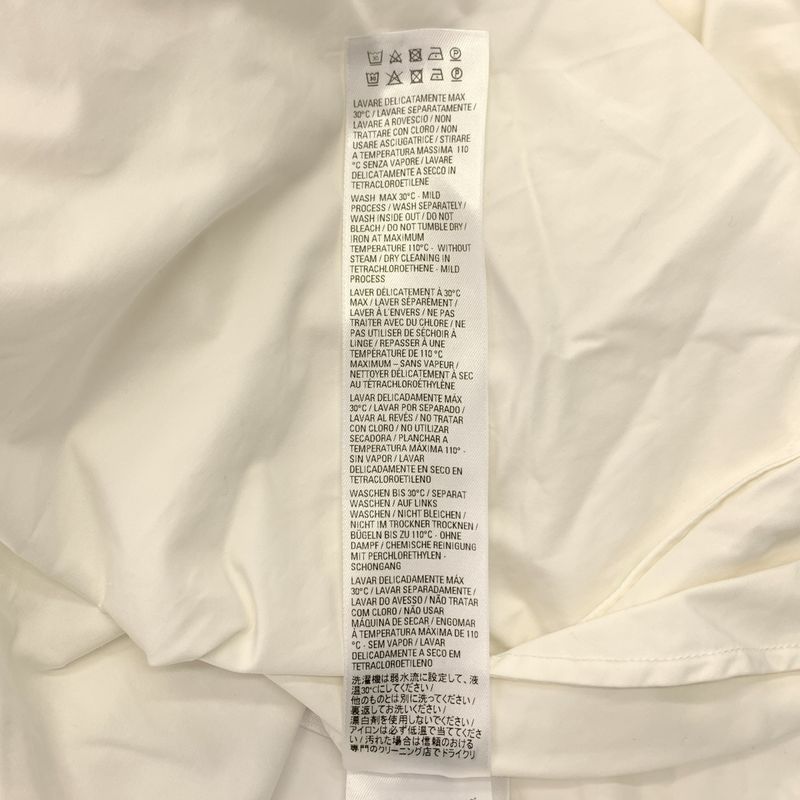 LAVARE DELICATAMENTE MAX
30°C / LAVARE SEPARATAMENTE /
LAVARE A ROVESCIO / NON
TRATTARE CON CLORO / NON
USARE ASCIUGATRICE / STIRARE
A TEMPERATURA MASSIMA 110
°C SENZA VAPORE / LAVARE
DELICATAMENTE A SECCO IN
TETRACLOROETILENE
WASH MAX 30°C - MILD
PROCESS / WASH SEPARATELY /
WASH INSIDE OUT / DO NOT
BLEACH / DO NOT TUMBLE DRY /
IRON AT MAXIMUM
TEMPERATURE 110°C - WITHOUT
STEAM / DRY CLEANING IN
TETRACHLOROETHENE - MILD
PROCESS
LAVER DÉLICATEMENT À 30°C
MAX / LAVER SÉPARÉMENT /
LAVER À L'ENVERS / NE PAS
TRAITER AVEC DU CHLORE / NE
PAS UTILISER DE SÉCHOIR À
LINGE / REPASSER À UNE
TEMPÉRATURE DE 110 °C
MAXIMUM – SANS VAPEUR /
NETTOYER DÉLICATEMENT À SEC
AU TÉTRACHLOROÉTHYLÈNE
LAVAR DELICADAMENTE MÁX
30°C / LAVAR POR SEPARADO /
LAVAR AL REVÉS / NO TRATAR
CON CLORO / NO UTILIZAR
SECADORA / PLANCHAR A
TEMPERATURA MÁXIMA 110° -
SIN VAPOR / LAVAR
DELICADAMENTE EN SECO EN
TETRACLOROETILENO
WASCHEN BIS 30°C / SEPARAT
WASCHEN / AUF LINKS
WASCHEN / NICHT BLEICHEN /
NICHT IM TROCKNER TROCKNEN /
BÜGELN BIS ZU 110°C - OHNE
DAMPF / CHEMISCHE REINIGUNG
MIT PERCHLORETHYLEN -
SCHONGANG
LAVAR DELICADAMENTE MÁX
30°C / LAVAR SEPARADAMENTE /
LAVAR DO AVESSO / NÃO TRATAR
COM CLORO / NÃO USAR
MÁQUINA DE SECAR / ENGOMAR
À TEMPERATURA MÁXIMA DE 110
°C - SEM VAPOR / LAVAR
DELICADAMENTE A SECO EM
TETRACLOROETILENO
洗濯機は弱水流に設定して、液
温30℃にしてください /
他のものとは別に洗ってください /
裏返してお洗いください /
漂白剤を使用しないでください /
アイロンは必ず低温で当ててくださ
い / 汚れた場合は信頼のおける
専門のクリーニング店でドライクリ